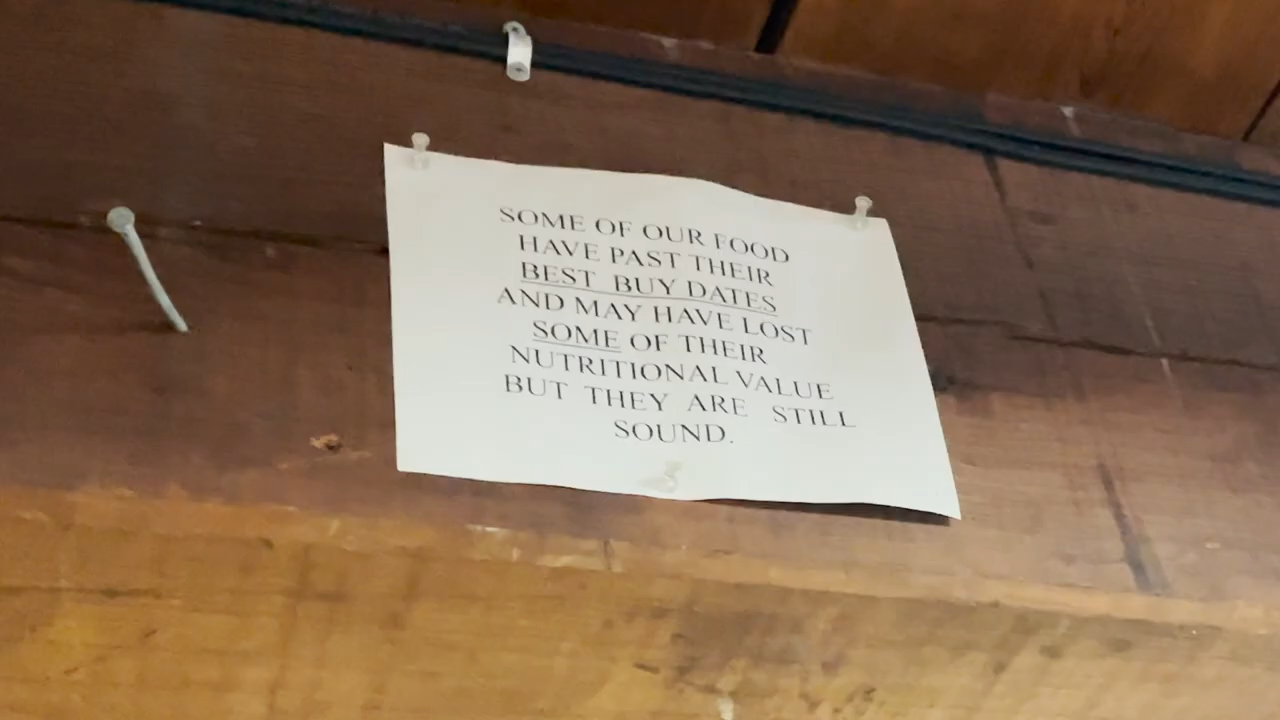 SOME OF OUR FOOD
HAVE PAST THEIR
BEST BUY DATES
AND MAY HAVE LOST
SOME OF THEIR
NUTRITIONAL VALUE
BUT THEY ARE STILL
SOUND.